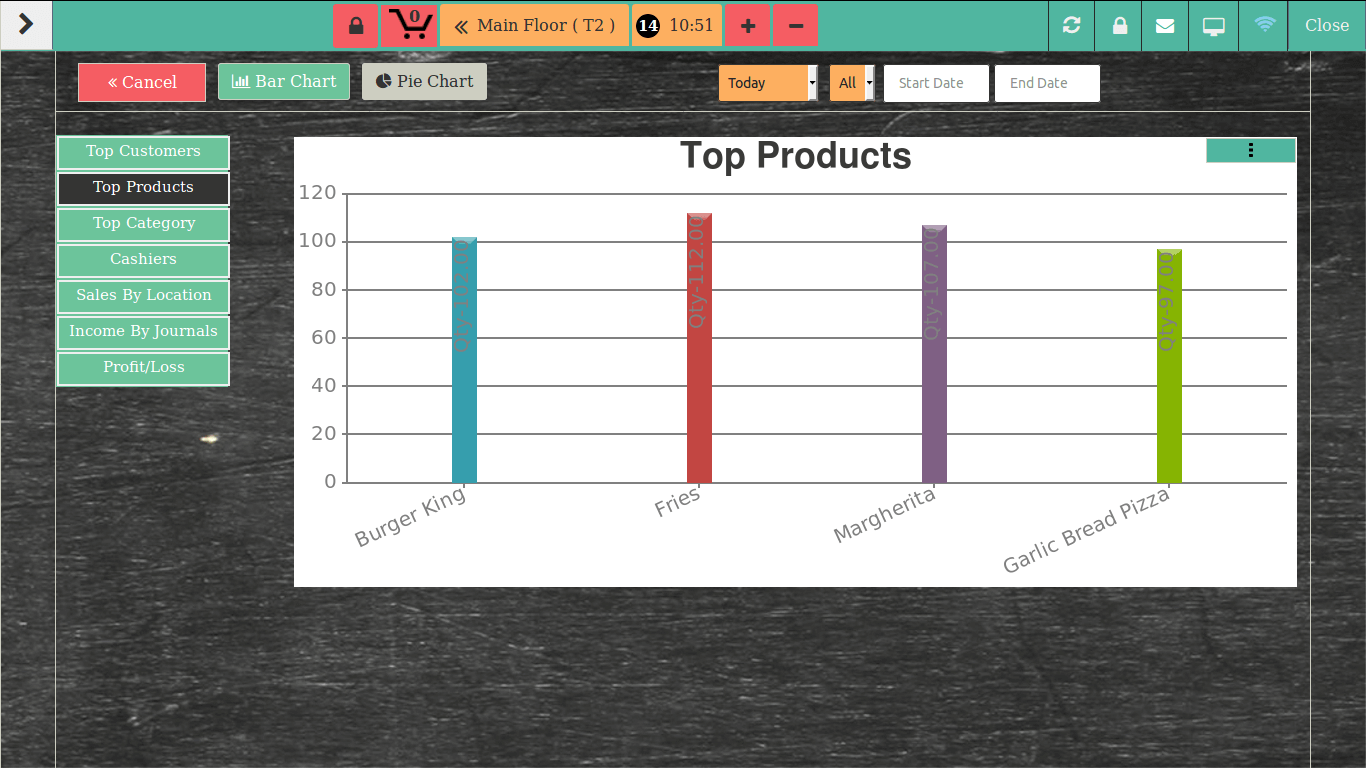 0
Main Floor ( T2 )
14 10:51
Close
Cancel
Bar Chart
Pie Chart
Today
All
Start Date
End Date
Top Customers
Top Products
Top Category
Cashiers
Sales By Location
Income By Journals
Profit/Loss
Top Products
120
100
80
60
40
20
0
Qty-102.00
Qty-112.00
Qty-107.00
Qty-97.00
Burger King
Fries
Margherita
Garlic Bread Pizza